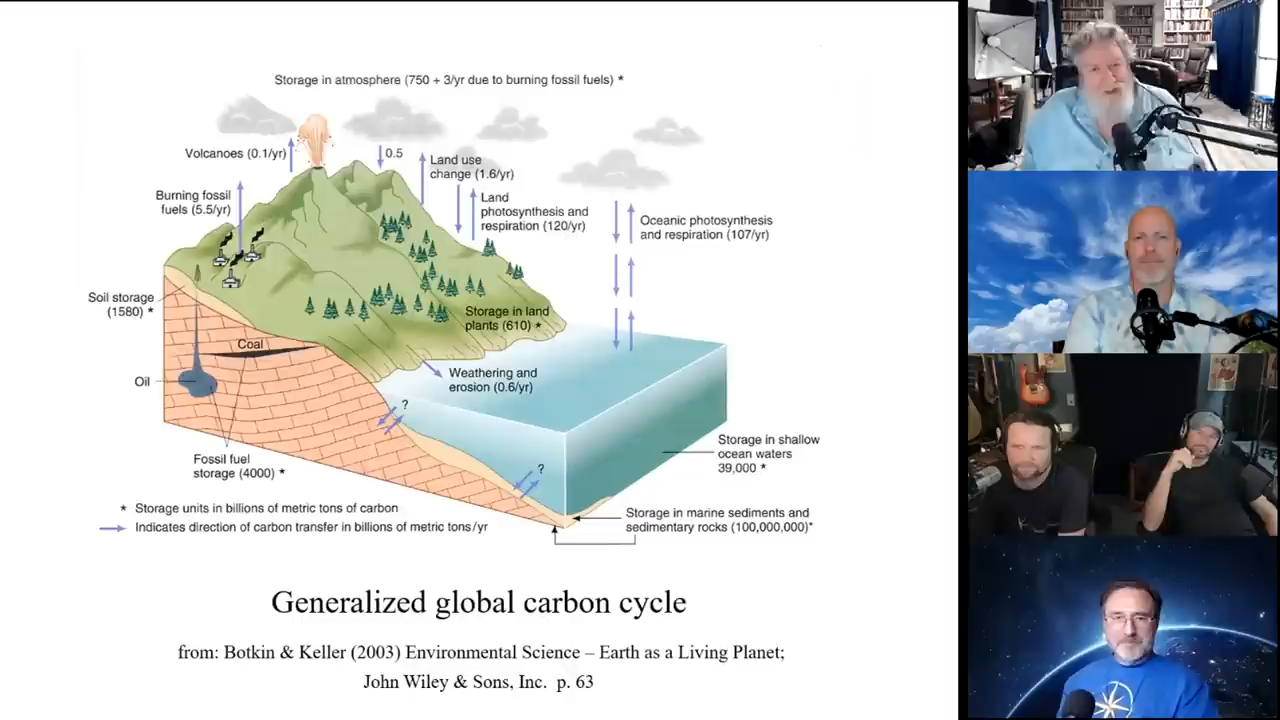 Storage in atmosphere (750 + 3/yr due to burning fossil fuels) *
Volcanoes (0.1/yr)
0.5
Land use
change (1.6/yr)
Burning fossil
fuels (5.5/yr)
Land
photosynthesis and
respiration (120/yr)
Oceanic photosynthesis
and respiration (107/yr)
Soil storage
(1580) *
Storage in land
plants (610) *
Coal
Oil
Weathering and
erosion (0.6/yr)
?
Fossil fuel
storage (4000) *
?
Storage in shallow
ocean waters
39,000 *
* Storage units in billions of metric tons of carbon
Indicates direction of carbon transfer in billions of metric tons/yr
Storage in marine sediments and
sedimentary rocks (100,000,000)*
Generalized global carbon cycle
from: Botkin & Keller (2003) Environmental Science – Earth as a Living Planet;
John Wiley & Sons, Inc. p. 63